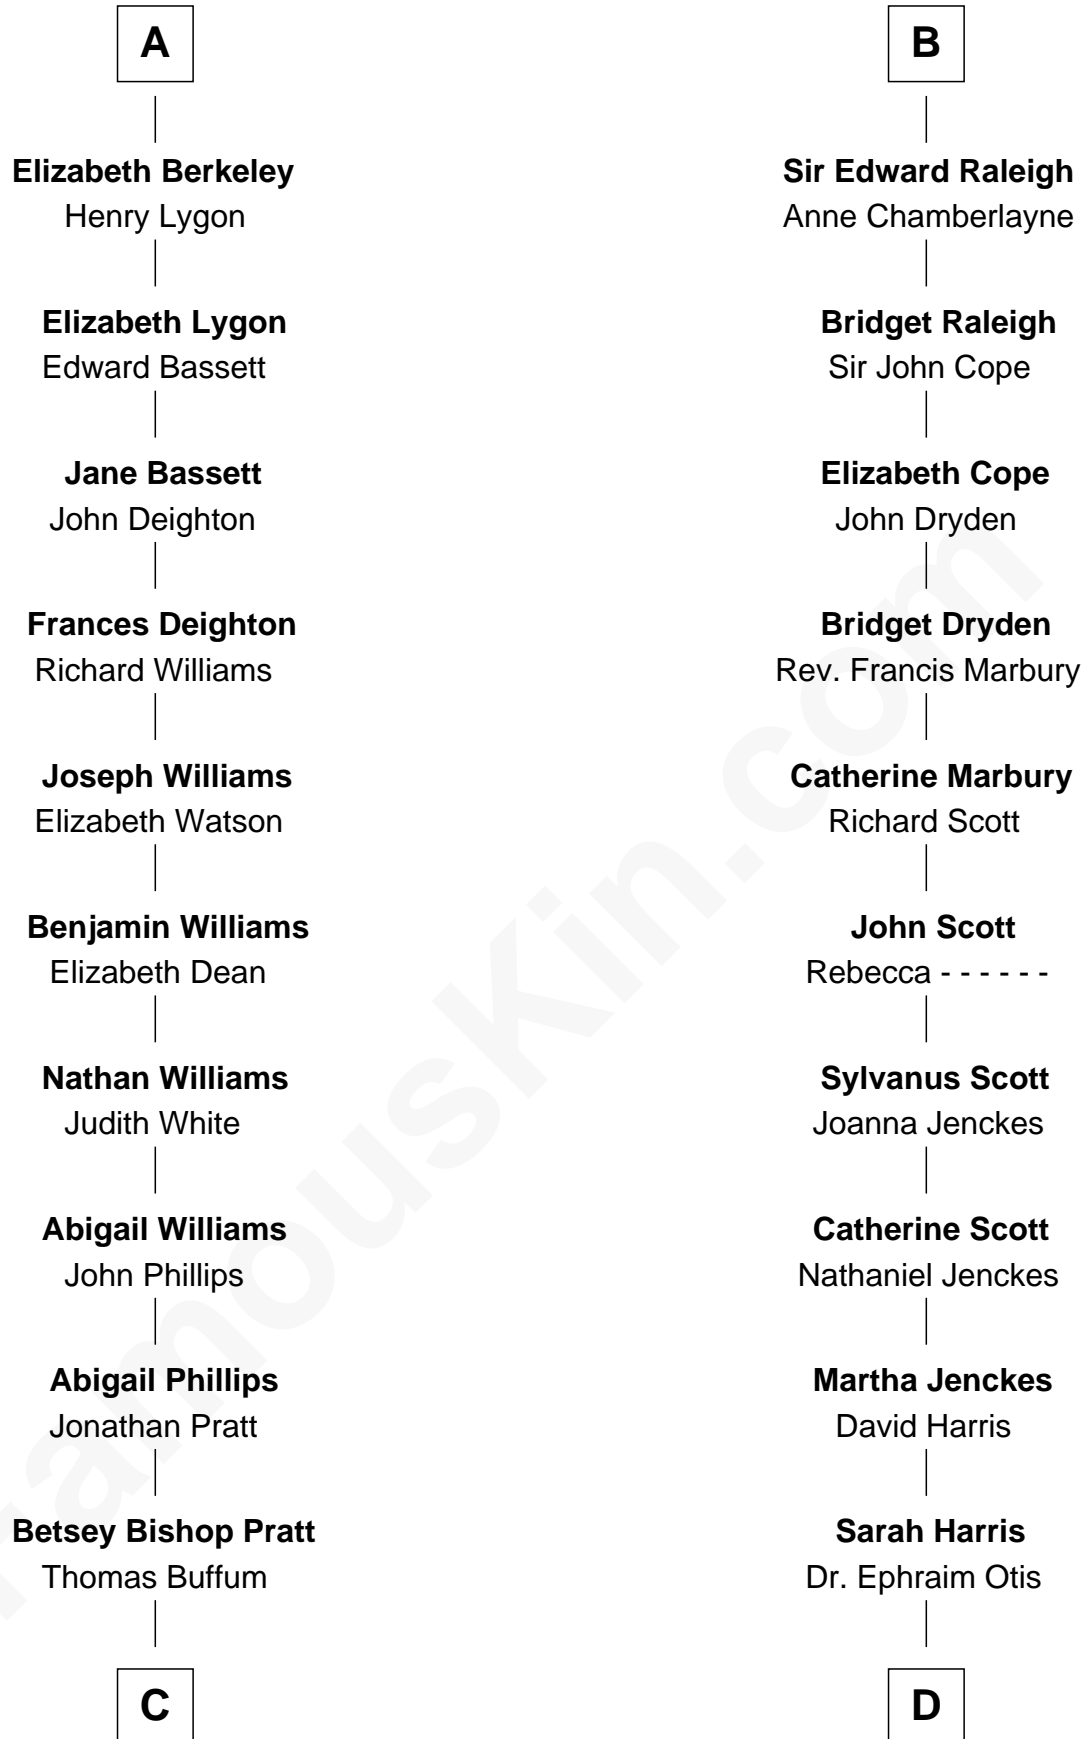 A
Elizabeth Berkeley
Henry Lygon
Elizabeth Lygon
Edward Bassett
Jane Bassett
John Deighton
Frances Deighton
Richard Williams
Joseph Williams
Elizabeth Watson
Benjamin Williams
Elizabeth Dean
Nathan Williams
Judith White
Abigail Williams
John Phillips
Abigail Phillips
Jonathan Pratt
Betsey Bishop Pratt
Thomas Buffum
C
B
Sir Edward Raleigh
Anne Chamberlayne
Bridget Raleigh
Sir John Cope
Elizabeth Cope
John Dryden
Bridget Dryden
Rev. Francis Marbury
Catherine Marbury
Richard Scott
John Scott
Rebecca - - - - - -
Sylvanus Scott
Joanna Jenckes
Catherine Scott
Nathaniel Jenckes
Martha Jenckes
David Harris
Sarah Harris
Dr. Ephraim Otis
D
FamousKin.com